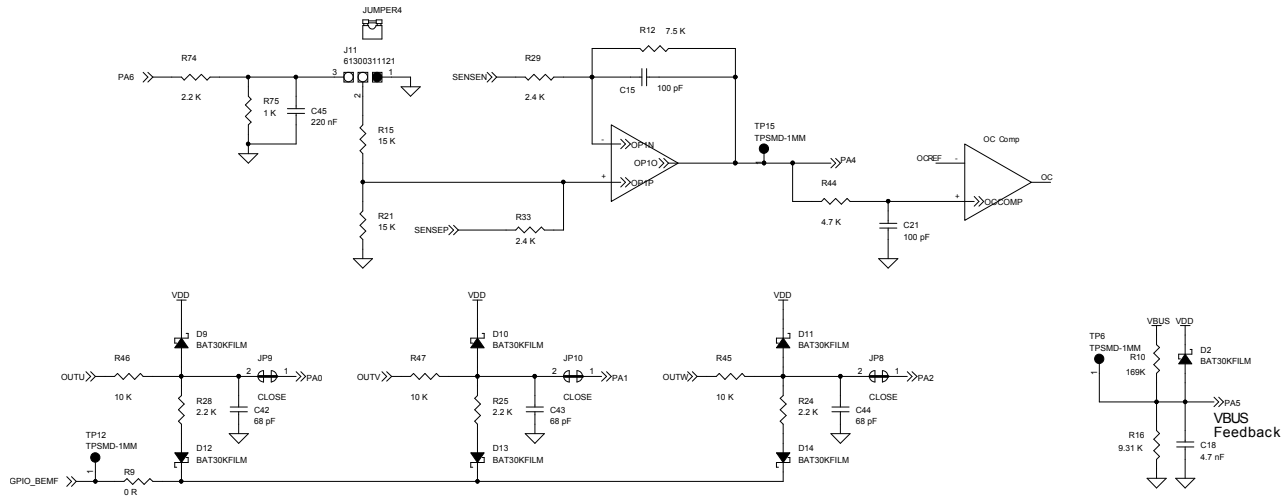 JUMPER4
J11
61300311121
PA6
R74
2.2 K
3
1
2
R75
1 K
C45
220 nF
R15
15 K
R21
15 K
SENSEP
R33
2.4 K
SENSEN
R29
2.4 K
R12 7.5 K
C15
100 pF
-
OP1N
OP1O
+
OP1P
TP15
TPSMD-1MM
1
PA4
R44
4.7 K
C21
100 pF
OC Comp
OCREF
-
+
OCCOMP
OC
VDD
D9
BAT30KFILM
R46
OUTU
10 K
JP9
2
1
PA0
CLOSE
R28
2.2 K
C42
68 pF
D12
BAT30KFILM
TP12
TPSMD-1MM
1
R9
GPIO_BEMF
0 R
VDD
D10
BAT30KFILM
R47
OUTV
10 K
JP10
2
1
PA1
CLOSE
R25
2.2 K
C43
68 pF
D13
BAT30KFILM
VDD
D11
BAT30KFILM
R45
OUTW
10 K
JP8
2
1
PA2
CLOSE
R24
2.2 K
C44
68 pF
D14
BAT30KFILM
VBUS
VDD
TP6
TPSMD-1MM
1
R10
169K
D2
BAT30KFILM
PA5
VBUS
Feedback
R16
9.31 K
C18
4.7 nF